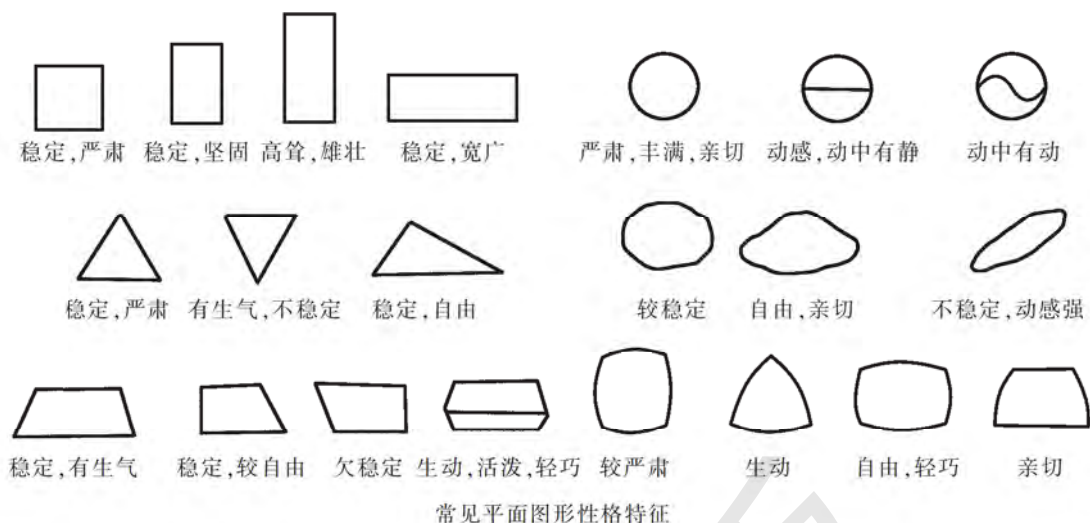 稳定,严肃 稳定,坚固 高耸,雄壮 稳定,宽广 严肃,丰满,亲切 动感,动中有静 动中有动
稳定,严肃 有生气,不稳定 稳定,自由 较稳定 自由,亲切 不稳定,动感强
稳定,有生气 稳定,较自由 欠稳定 生动,活泼,轻巧 较严肃 生动 自由,轻巧 亲切
常见平面图形性格特征